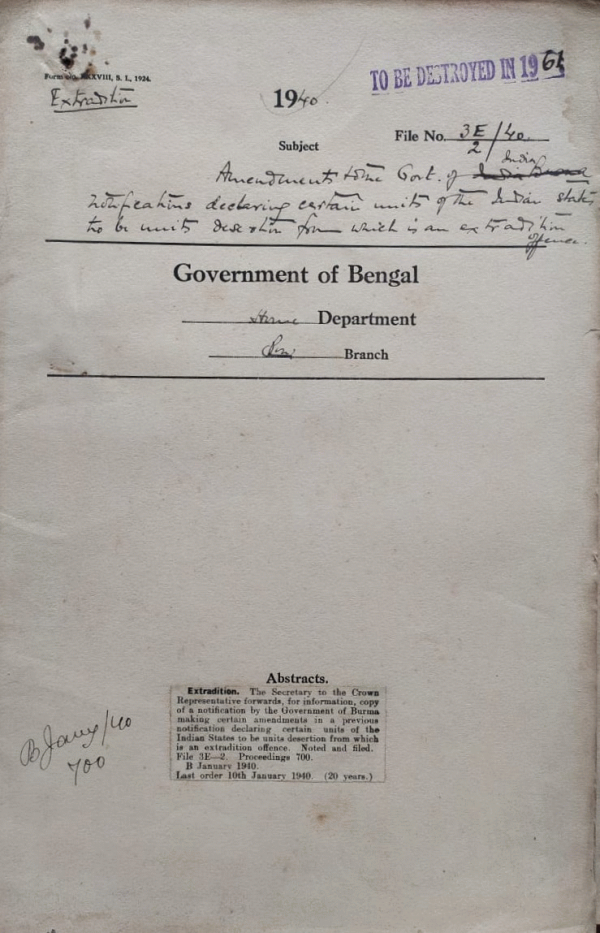 Form No. XXXVIII, S. I., 1924.
Extradition
TO BE DESTROYED IN 1961
1940.
Subject
File No. 3E/2/40.
India
Amendments to the Govt. of India Burma
notifications declaring certain units of the Indian States
to be units desertion from which is an extradition
offence.
Government of Bengal
Home Department
Branch
Abstracts.
Extradition. The Secretary to the Crown
Representative forwards, for information, copy
of a notification by the Government of Burma
making certain amendments in a previous
notification declaring certain units of the
Indian States to be units desertion from which
is an extradition offence. Noted and filed.
File 3E—2. Proceedings 700.
B January 1940.
Last order 10th January 1940. (20 years.)
B Jany/40
700